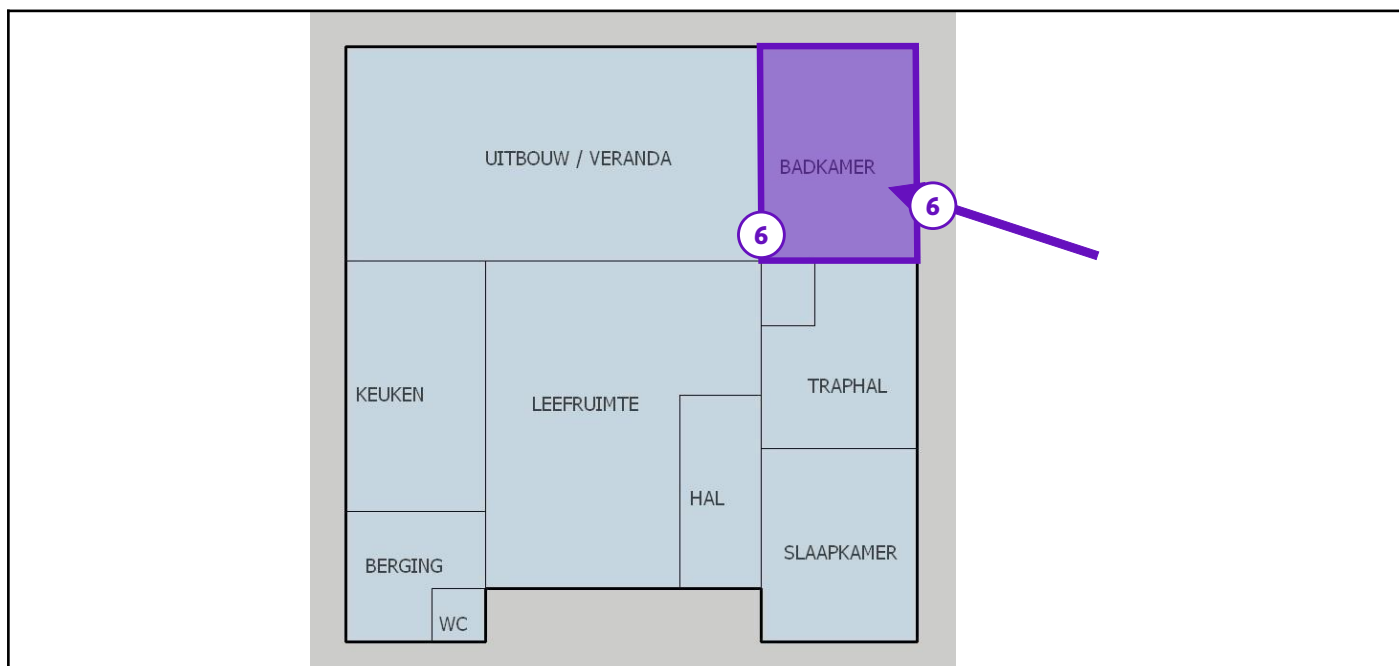 UITBOUW / VERANDA
BADKAMER
6
6
KEUKEN
LEEFRUIMTE
TRAPHAL
HAL
BERGING
SLAAPKAMER
WC